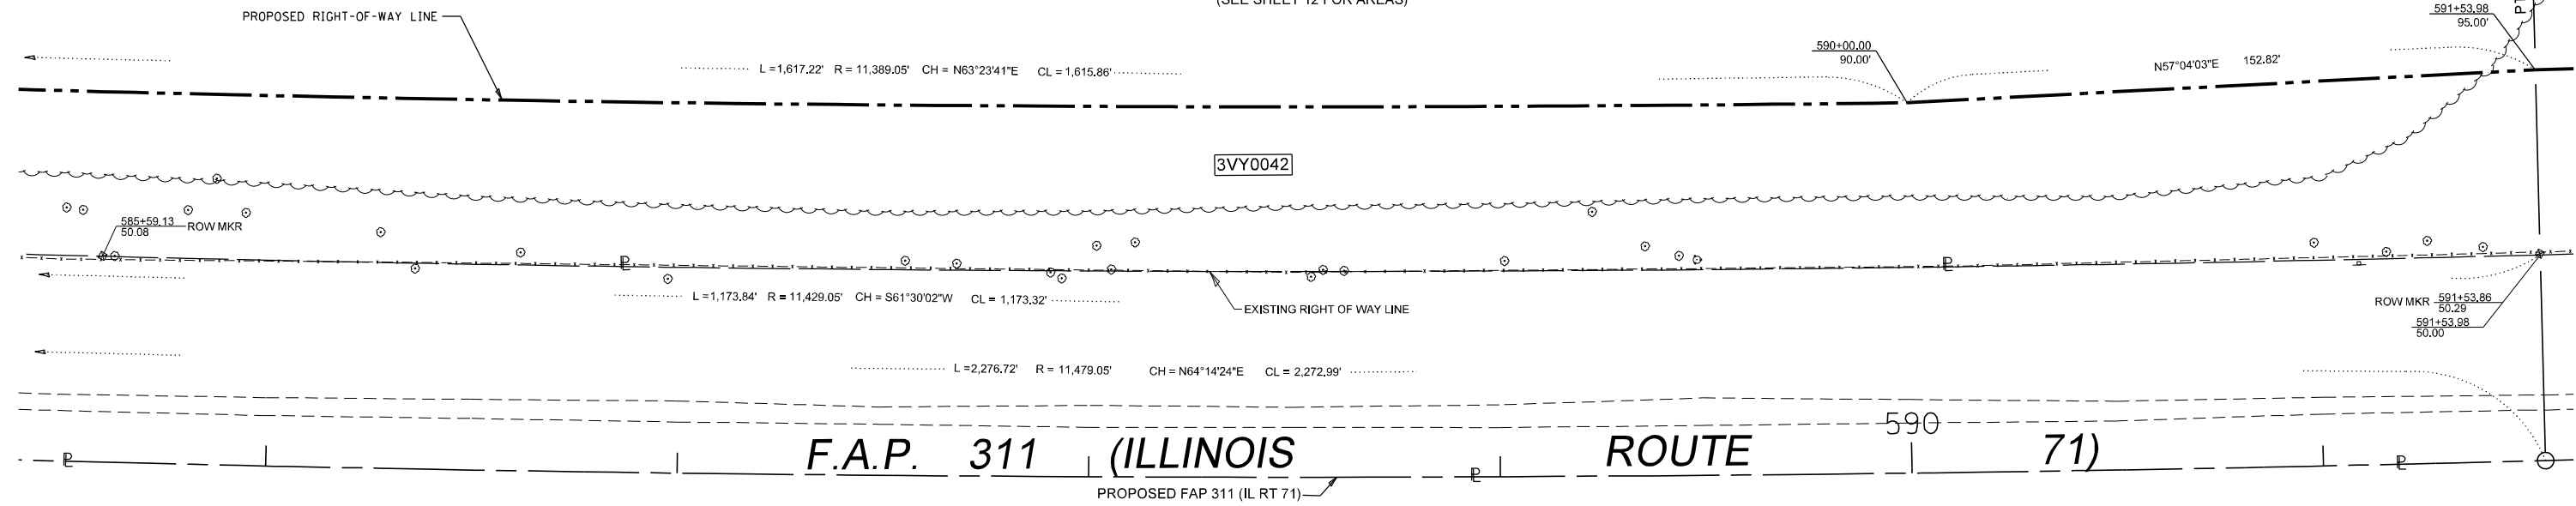 (SEE SHEET 12 FOR AREAS)
PROPOSED RIGHT-OF-WAY LINE
591+53.98
95.00'
590+00.00
90.00'
L =1,617.22' R = 11,389.05' CH = N63°23'41"E CL = 1,615.86'
N57°04'03"E 152.82'
3VY0042
585+59.13
50.08
ROW MKR
L =1,173.84' R = 11,429.05' CH = S61°30'02"W CL = 1,173.32'
EXISTING RIGHT OF WAY LINE
ROW MKR
591+53.86
50.29
591+53.98
50.00
L =2,276.72' R = 11,479.05' CH = N64°14'24"E CL = 2,272.99'
590
F.A.P. 311 (ILLINOIS ROUTE 71)
PROPOSED FAP 311 (IL RT 71)